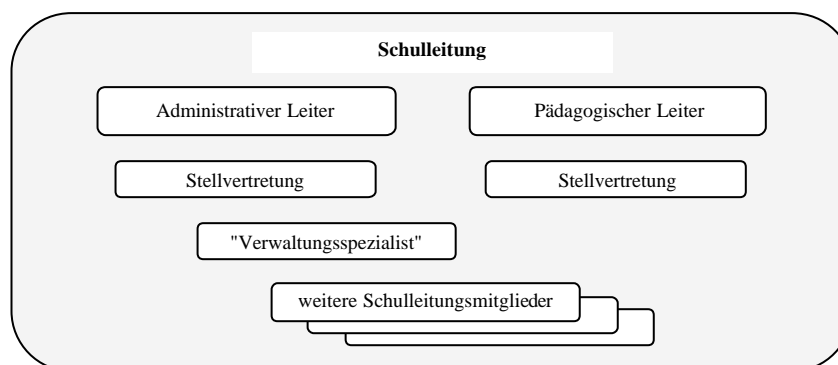 Schulleitung
Administrativer Leiter
Pädagogischer Leiter
Stellvertretung
Stellvertretung
"Verwaltungsspezialist"
weitere Schulleitungsmitglieder